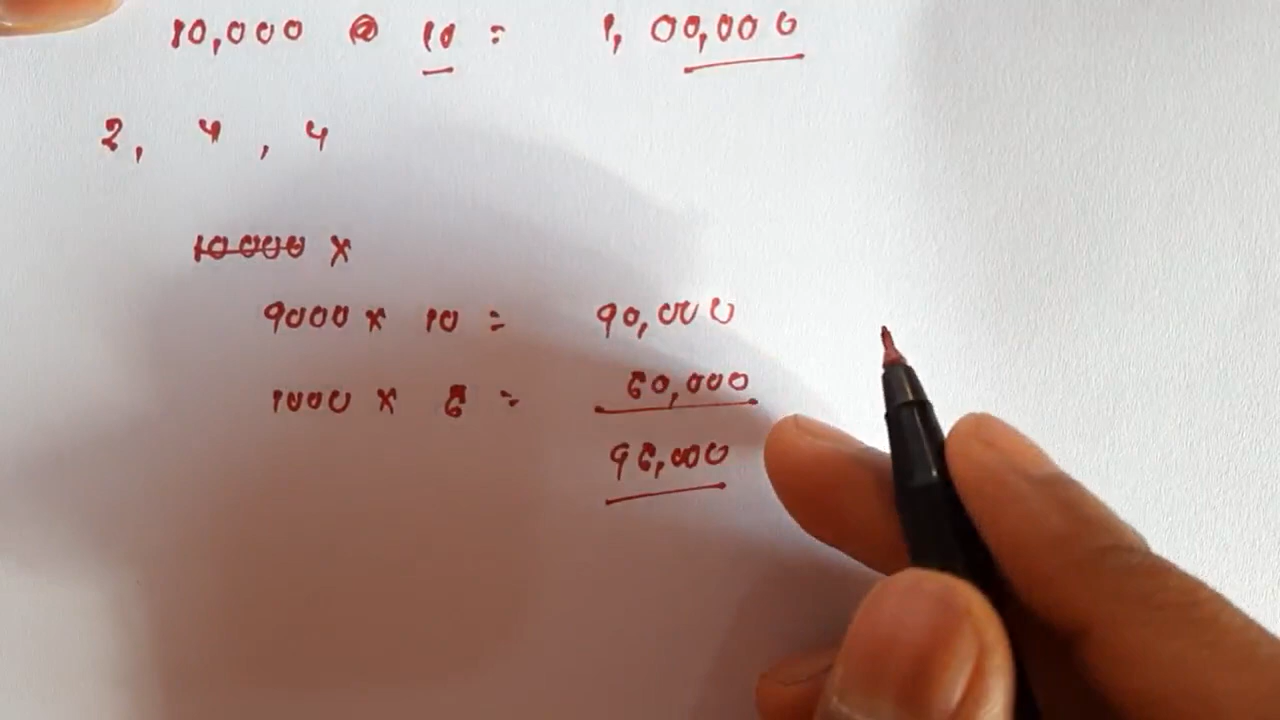 10,000 @ 10 = 1,00,000
2, 4, 4
10000 x
9000 x 10 = 90,000
1000 x 6 = 60,000
96,000